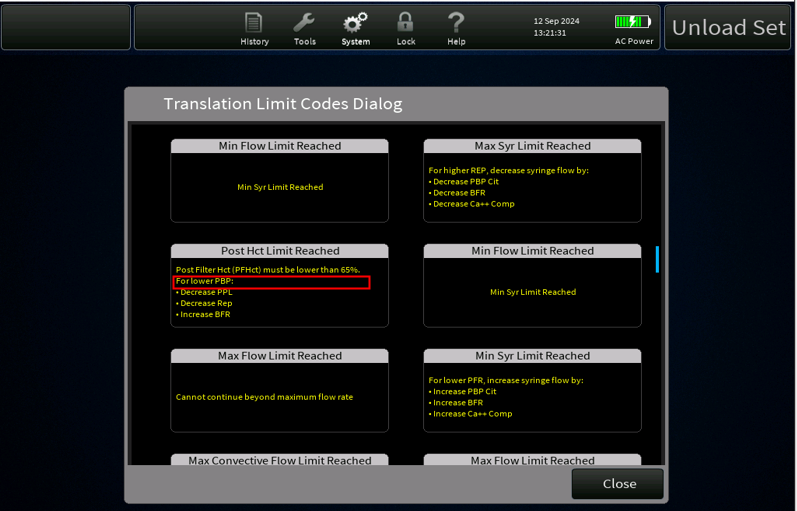 History
Tools
System
Lock
Help
12 Sep 2024
13:21:31
AC Power
Unload Set
Translation Limit Codes Dialog
Min Flow Limit Reached
Min Syr Limit Reached
Max Syr Limit Reached
For higher REP, decrease syringe flow by:
• Decrease PBP Cit
• Decrease BFR
• Decrease Ca++ Comp
Post Hct Limit Reached
Post Filter Hct (PFHct) must be lower than 65%.
For lower PBP:
• Decrease PPL
• Decrease Rep
• Increase BFR
Min Flow Limit Reached
Min Syr Limit Reached
Max Flow Limit Reached
Cannot continue beyond maximum flow rate
Min Syr Limit Reached
For lower PFR, increase syringe flow by:
• Increase PBP Cit
• Increase BFR
• Increase Ca++ Comp
Max Convective Flow Limit Reached
Max Flow Limit Reached
Close